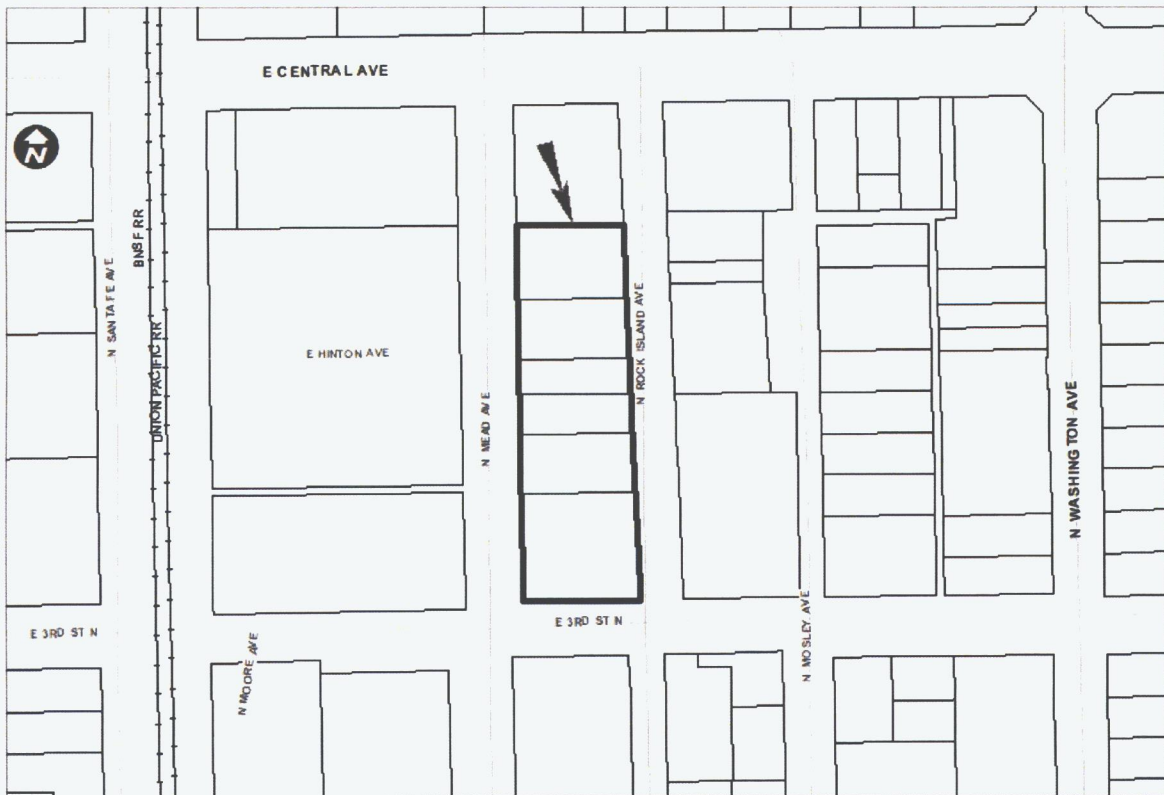 E CENTRAL AVE
N
BNSF RR
N SANTA FE AVE
UNION PACIFIC RR
E HINTON AVE
N MEAD AVE
N ROCK ISLAND AVE
N WASHINGTON AVE
E 3RD ST N
E 3RD ST N
N MOSLEY AVE
N MOORE AVE